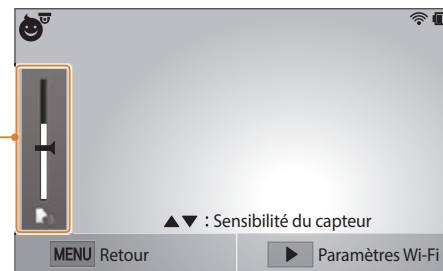 ▲▼ : Sensibilité du capteur
MENU Retour
▶ Paramètres Wi-Fi